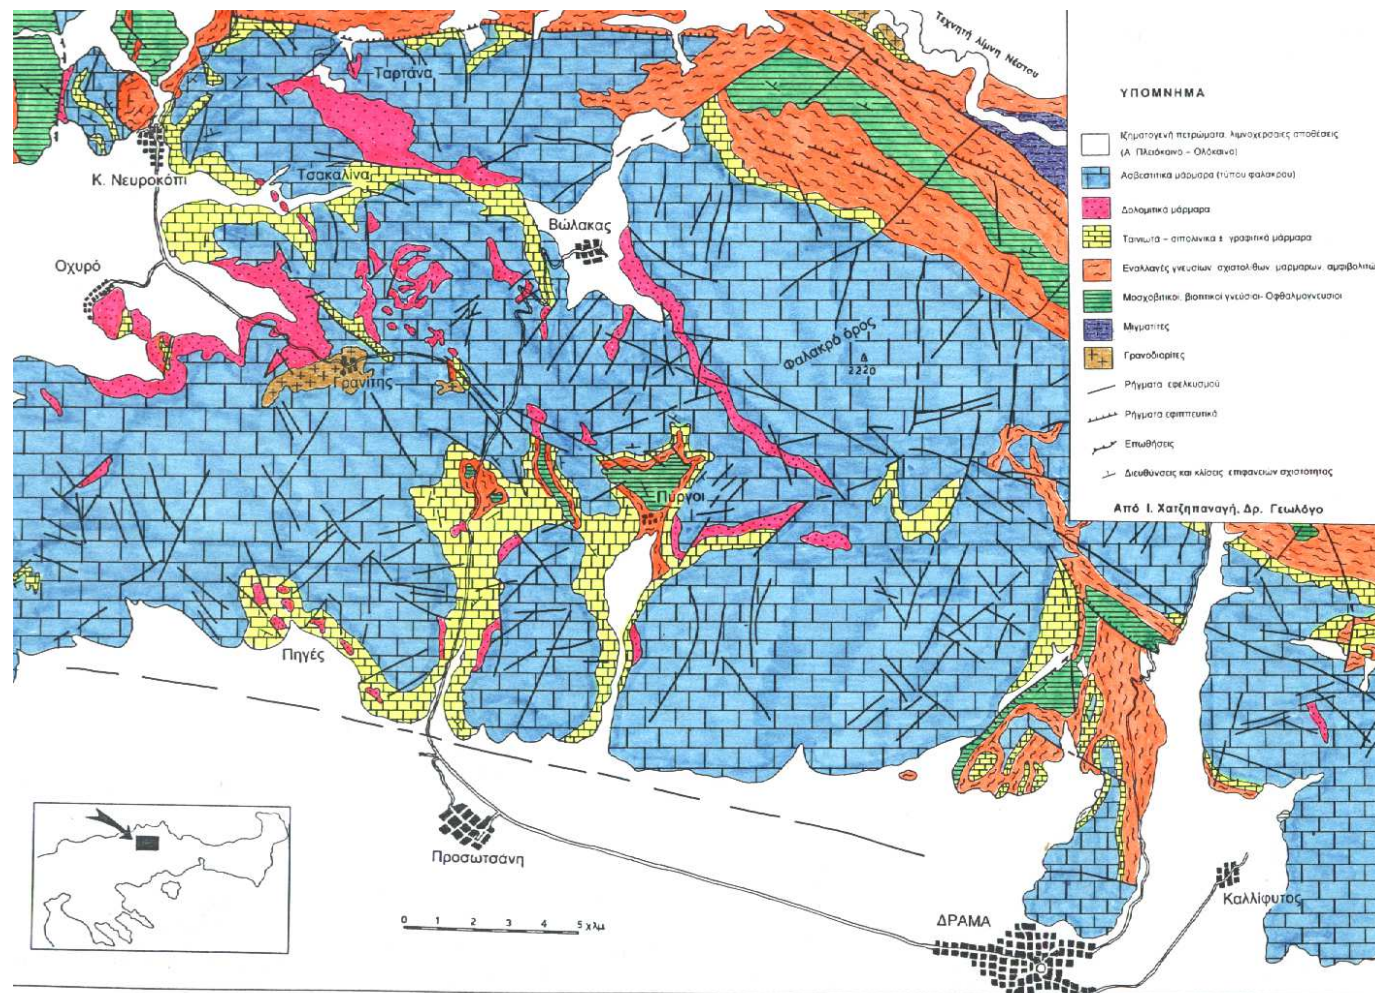 Τεχνητή λίμνη Νέστου
Ταρτάνα
Κ. Νευροκόπι
Τσακαλίνα
Βώλακας
Οχυρό
Φαλακρό όρος
2220
Γρανίτης
Πύργοι
Πηγές
Προσωτσάνη
ΔΡΑΜΑ
Καλλίφυτος
0 1 2 3 4 5 χλμ
ΥΠΟΜΝΗΜΑ
Ιζηματογενή πετρώματα, λιμνοχερσαίες αποθέσεις
(Α. Πλειόκαινο – Ολόκαινο)
Ασβεστιτικά μάρμαρα (τύπου φαλακρού)
Δολομιτικά μάρμαρα
Ταινιωτά – σιπολινικά ± γραφιτικά μάρμαρα
Εναλλαγές γνευσίων, σχιστολίθων, μαρμάρων, αμφιβολιτώ
Μοσχοβιτικοί, βιοτιτικοί γνεύσιοι- Οφθαλμογνευσιοι
Μιγματίτες
Γρανοδιορίτες
Ρήγματα εφελκυσμού
Ρήγματα εφιππευτικά
Επωθήσεις
Διευθύνσεις και κλίσεις επιφανειών σχιστότητας
Από Ι. Χατζηπαναγή, Δρ. Γεωλόγο